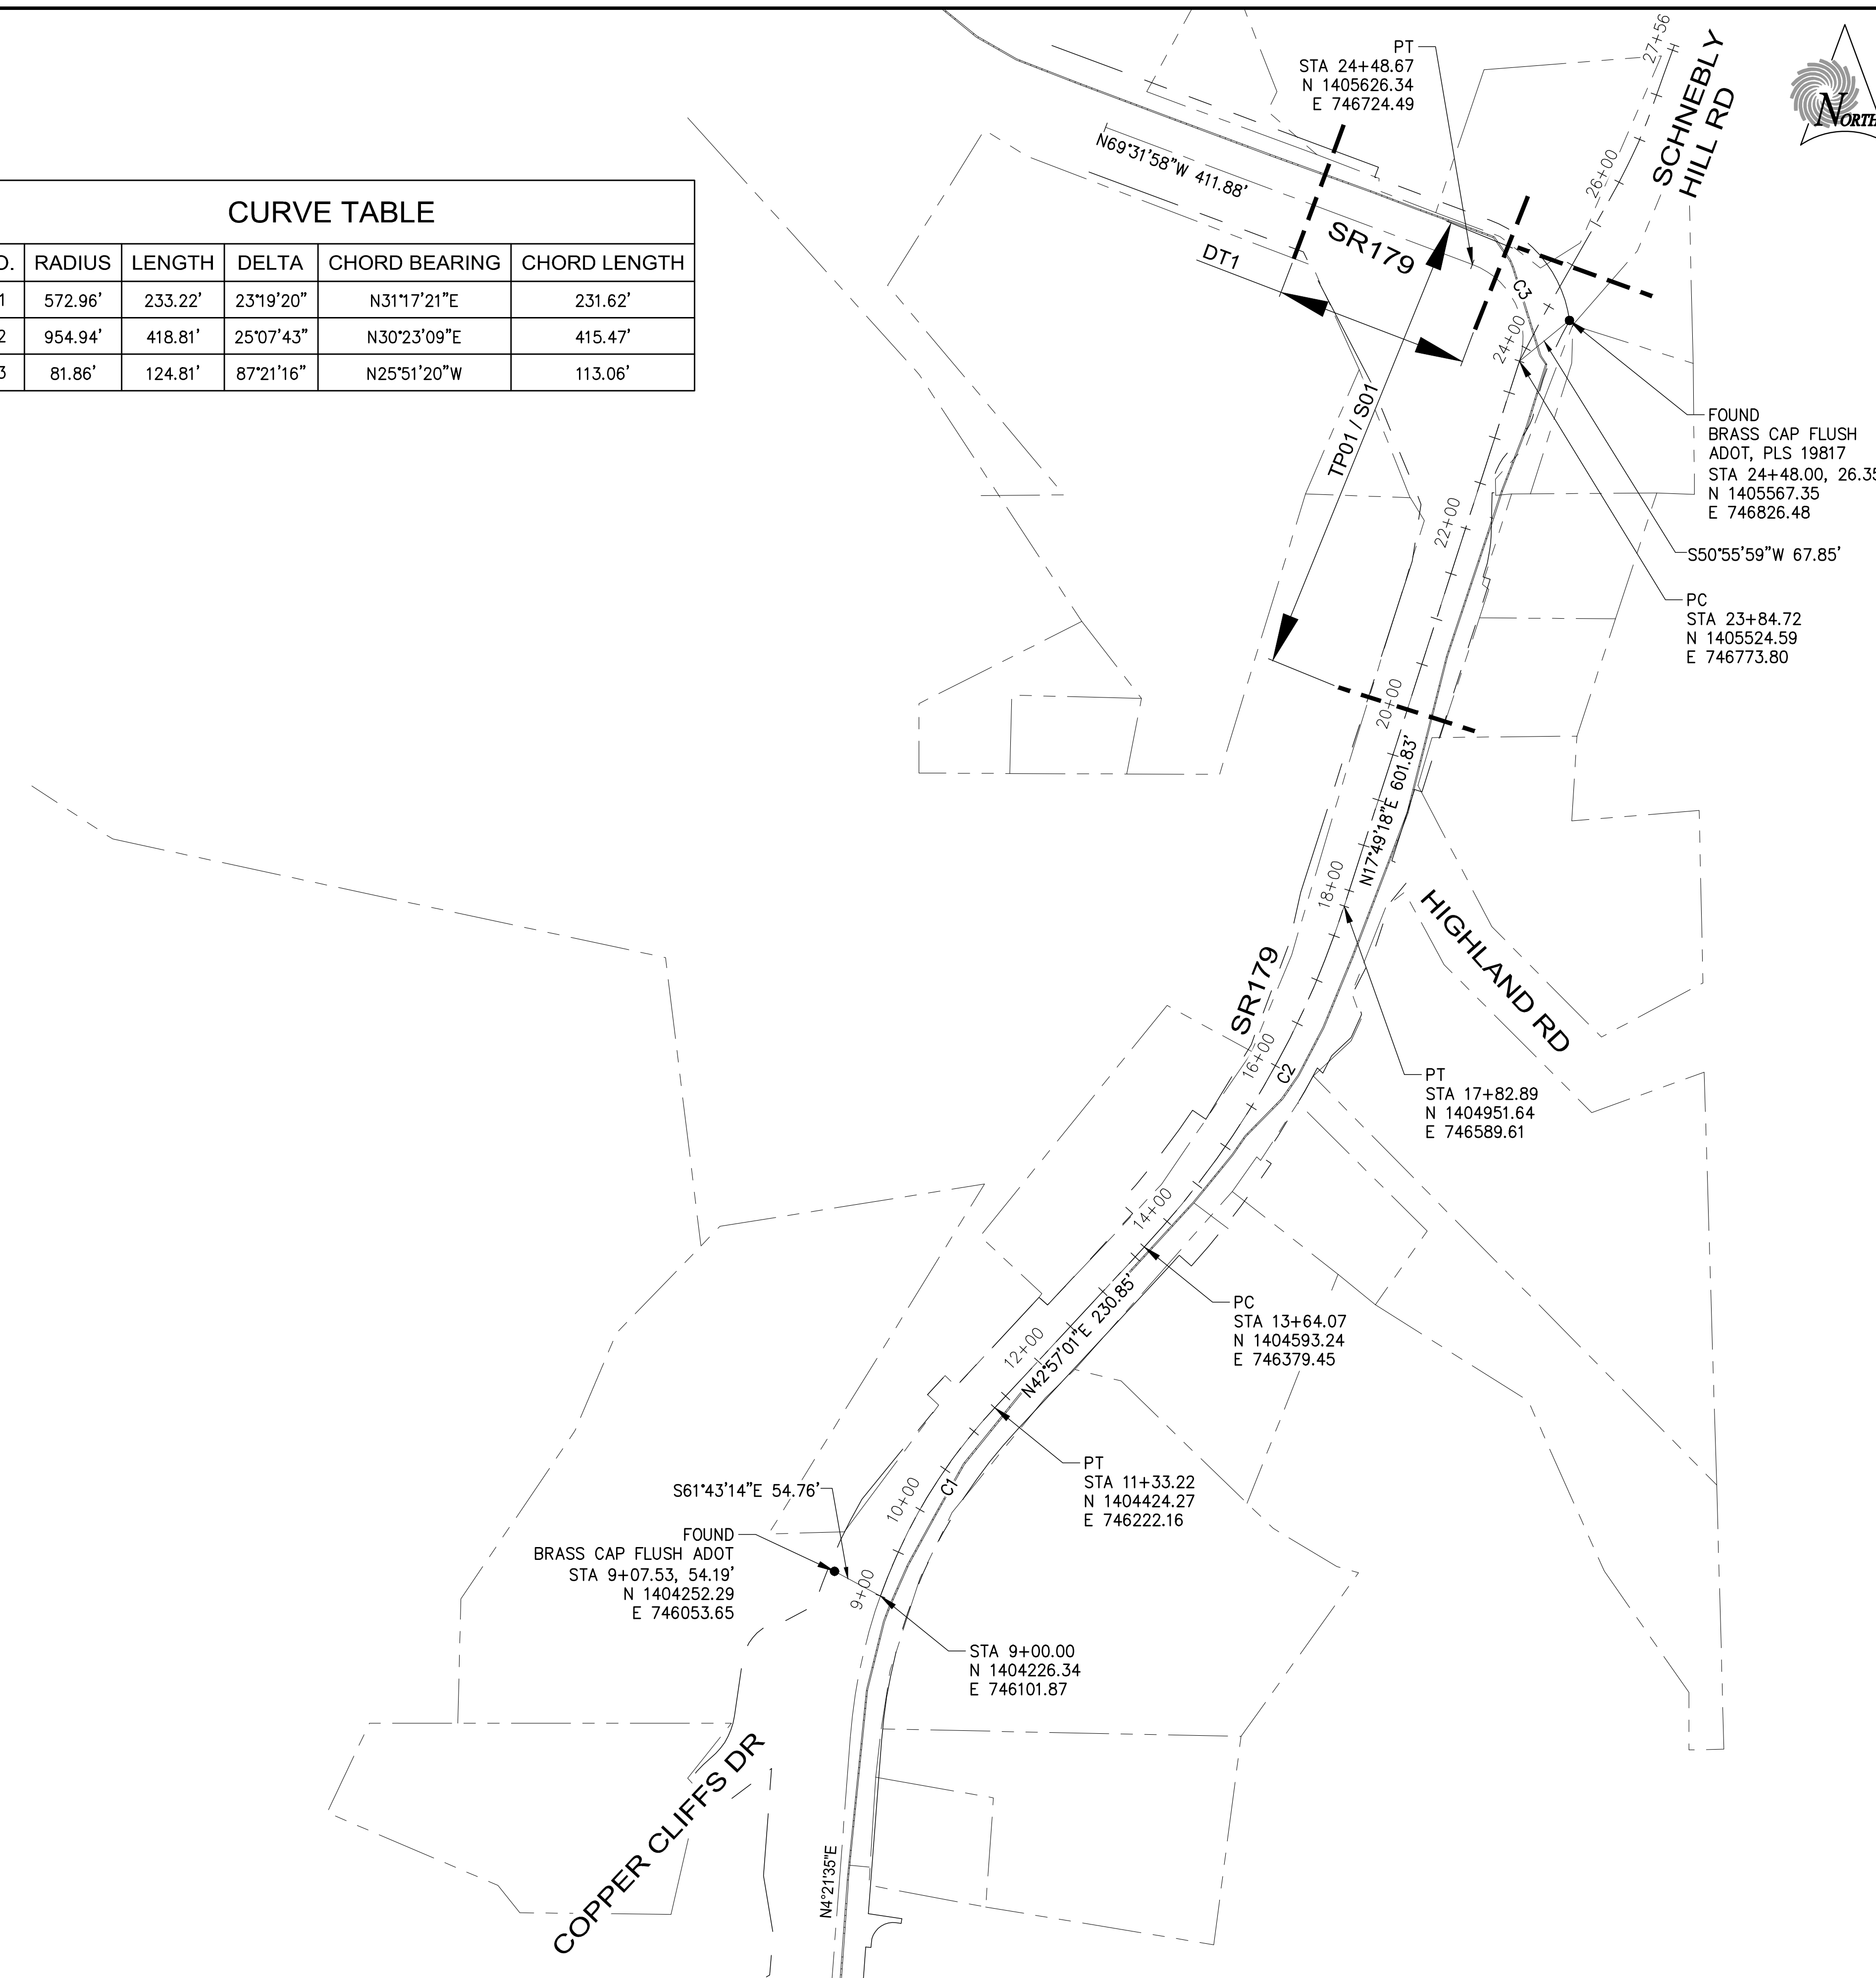 PT
STA 24+48.67
N 1405626.34
E 746724.49
27+56
SCHNEBLY
HILL RD
NORTH
26+00
N69°31'58"W 411.88'
SR179
DT1
C3
24+00
CURVE TABLE
RADIUS LENGTH DELTA CHORD BEARING CHORD LENGTH
1 572.96' 233.22' 23°19'20" N31°17'21"E 231.62'
2 954.94' 418.81' 25°07'43" N30°23'09"E 415.47'
3 81.86' 124.81' 87°21'16" N25°51'20"W 113.06'
TP01 / S01
FOUND
BRASS CAP FLUSH
ADOT, PLS 19817
STA 24+48.00, 26.35
N 1405567.35
E 746826.48
22+00
S50°55'59"W 67.85'
PC
STA 23+84.72
N 1405524.59
E 746773.80
20+00
N17°49'18"E 601.83'
18+00
HIGHLAND RD
SR179
16+00
C2
PT
STA 17+82.89
N 1404951.64
E 746589.61
14+00
PC
STA 13+64.07
N 1404593.24
E 746379.45
12+00
N42°57'01"E 230.85'
PT
STA 11+33.22
N 1404424.27
E 746222.16
C1
10+00
S61°43'14"E 54.76'
FOUND
BRASS CAP FLUSH ADOT
STA 9+07.53, 54.19'
N 1404252.29
E 746053.65
9+00
STA 9+00.00
N 1404226.34
E 746101.87
COPPER CLIFFS DR
N4°21'35"E